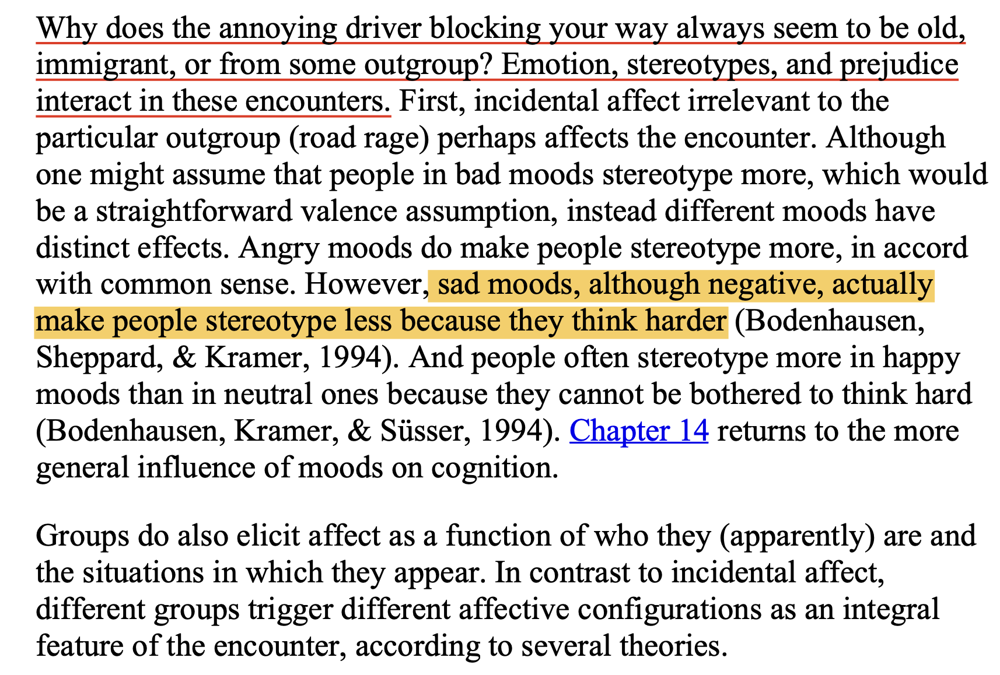 Why does the annoying driver blocking your way always seem to be old,
immigrant, or from some outgroup? Emotion, stereotypes, and prejudice
interact in these encounters. First, incidental affect irrelevant to the
particular outgroup (road rage) perhaps affects the encounter. Although
one might assume that people in bad moods stereotype more, which would
be a straightforward valence assumption, instead different moods have
distinct effects. Angry moods do make people stereotype more, in accord
with common sense. However, sad moods, although negative, actually
make people stereotype less because they think harder (Bodenhausen,
Sheppard, & Kramer, 1994). And people often stereotype more in happy
moods than in neutral ones because they cannot be bothered to think hard
(Bodenhausen, Kramer, & Süsser, 1994). Chapter 14 returns to the more
general influence of moods on cognition.
Groups do also elicit affect as a function of who they (apparently) are and
the situations in which they appear. In contrast to incidental affect,
different groups trigger different affective configurations as an integral
feature of the encounter, according to several theories.